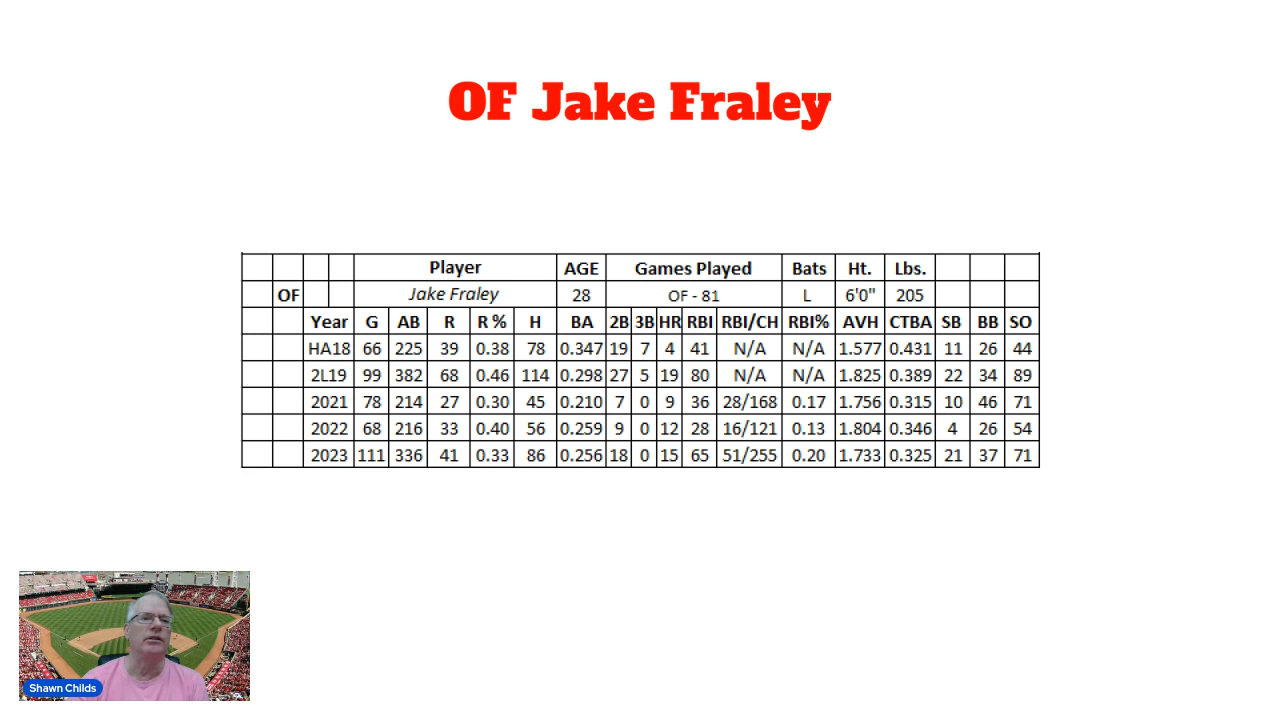 OF Jake Fraley
Player AGE Games Played Bats Ht. Lbs.
OF Jake Fraley 28 OF - 81 L 6'0" 205
Year G AB R R % H BA 2B 3B HR RBI RBI/CH RBI% AVH CTBA SB BB SO
HA18 66 225 39 0.38 78 0.347 19 7 4 41 N/A N/A 1.577 0.431 11 26 44
2L19 99 382 68 0.46 114 0.298 27 5 19 80 N/A N/A 1.825 0.389 22 34 89
2021 78 214 27 0.30 45 0.210 7 0 9 36 28/168 0.17 1.756 0.315 10 46 71
2022 68 216 33 0.40 56 0.259 9 0 12 28 16/121 0.13 1.804 0.346 4 26 54
2023 111 336 41 0.33 86 0.256 18 0 15 65 51/255 0.20 1.733 0.325 21 37 71
Shawn Childs